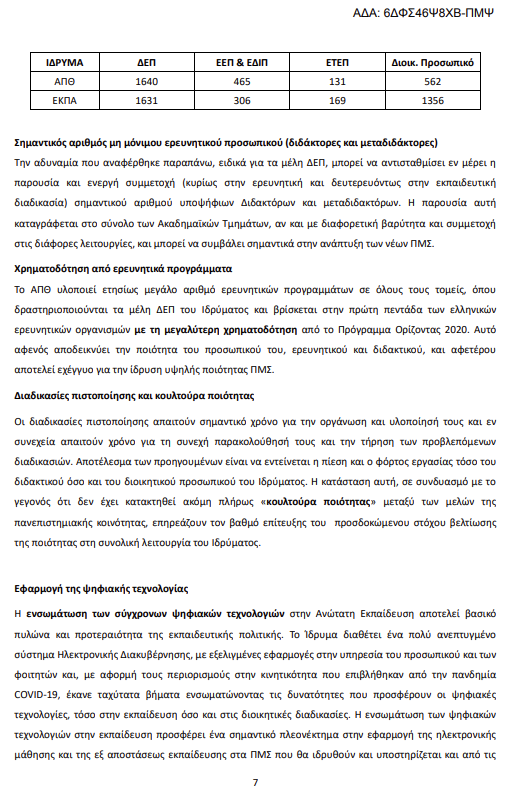 ΑΔΑ: 6ΔΦΣ46Ψ8ΧΒ-ΠΜΨ
ΙΔΡΥΜΑ ΔΕΠ ΕΕΠ & ΕΔΙΠ ΕΤΕΠ Διοικ. Προσωπικό
ΑΠΘ 1640 465 131 562
ΕΚΠΑ 1631 306 169 1356
Σημαντικός αριθμός μη μόνιμου ερευνητικού προσωπικού (διδάκτορες και μεταδιδάκτορες)
Την αδυναμία που αναφέρθηκε παραπάνω, ειδικά για τα μέλη ΔΕΠ, μπορεί να αντισταθμίσει εν μέρει η
παρουσία και ενεργή συμμετοχή (κυρίως στην ερευνητική και δευτερευόντως στην εκπαιδευτική
διαδικασία) σημαντικού αριθμού υποψήφιων Διδακτόρων και μεταδιδακτόρων. Η παρουσία αυτή
καταγράφεται στο σύνολο των Ακαδημαϊκών Τμημάτων, αν και με διαφορετική βαρύτητα και συμμετοχή
στις διάφορες λειτουργίες, και μπορεί να συμβάλει σημαντικά στην ανάπτυξη των νέων ΠΜΣ.
Χρηματοδότηση από ερευνητικά προγράμματα
Το ΑΠΘ υλοποιεί ετησίως μεγάλο αριθμό ερευνητικών προγραμμάτων σε όλους τους τομείς, όπου
δραστηριοποιούνται τα μέλη ΔΕΠ του Ιδρύματος και βρίσκεται στην πρώτη πεντάδα των ελληνικών
ερευνητικών οργανισμών με τη μεγαλύτερη χρηματοδότηση από το Πρόγραμμα Ορίζοντας 2020. Αυτό
αφενός αποδεικνύει την ποιότητα του προσωπικού του, ερευνητικού και διδακτικού, και αφετέρου
αποτελεί εχέγγυο για την ίδρυση υψηλής ποιότητας ΠΜΣ.
Διαδικασίες πιστοποίησης και κουλτούρα ποιότητας
Οι διαδικασίες πιστοποίησης απαιτούν σημαντικό χρόνο για την οργάνωση και υλοποίησή τους και εν
συνεχεία απαιτούν χρόνο για τη συνεχή παρακολούθησή τους και την τήρηση των προβλεπόμενων
διαδικασιών. Αποτέλεσμα των προηγουμένων είναι να εντείνεται η πίεση και ο φόρτος εργασίας τόσο του
διδακτικού όσο και του διοικητικού προσωπικού του Ιδρύματος. Η κατάσταση αυτή, σε συνδυασμό με το
γεγονός ότι δεν έχει κατακτηθεί ακόμη πλήρως «κουλτούρα ποιότητας» μεταξύ των μελών της
πανεπιστημιακής κοινότητας, επηρεάζουν τον βαθμό επίτευξης του προσδοκώμενου στόχου βελτίωσης
της ποιότητας στη συνολική λειτουργία του Ιδρύματος.
Εφαρμογή της ψηφιακής τεχνολογίας
Η ενσωμάτωση των σύγχρονων ψηφιακών τεχνολογιών στην Ανώτατη Εκπαίδευση αποτελεί βασικό
πυλώνα και προτεραιότητα της εκπαιδευτικής πολιτικής. Το Ίδρυμα διαθέτει ένα πολύ ανεπτυγμένο
σύστημα Ηλεκτρονικής Διακυβέρνησης, με εξελιγμένες εφαρμογές στην υπηρεσία του προσωπικού και των
φοιτητών και, με αφορμή τους περιορισμούς στην κινητικότητα που επιβλήθηκαν από την πανδημία
COVID-19, έκανε ταχύτατα βήματα ενσωματώνοντας τις δυνατότητες που προσφέρουν οι ψηφιακές
τεχνολογίες, τόσο στην εκπαίδευση όσο και στις διοικητικές διαδικασίες. Η ενσωμάτωση των ψηφιακών
τεχνολογιών στην εκπαίδευση προσφέρει ένα σημαντικό πλεονέκτημα στην εφαρμογή της ηλεκτρονικής
μάθησης και της εξ αποστάσεως εκπαίδευσης στα ΠΜΣ που θα ιδρυθούν και υποστηρίζεται και από τις
7